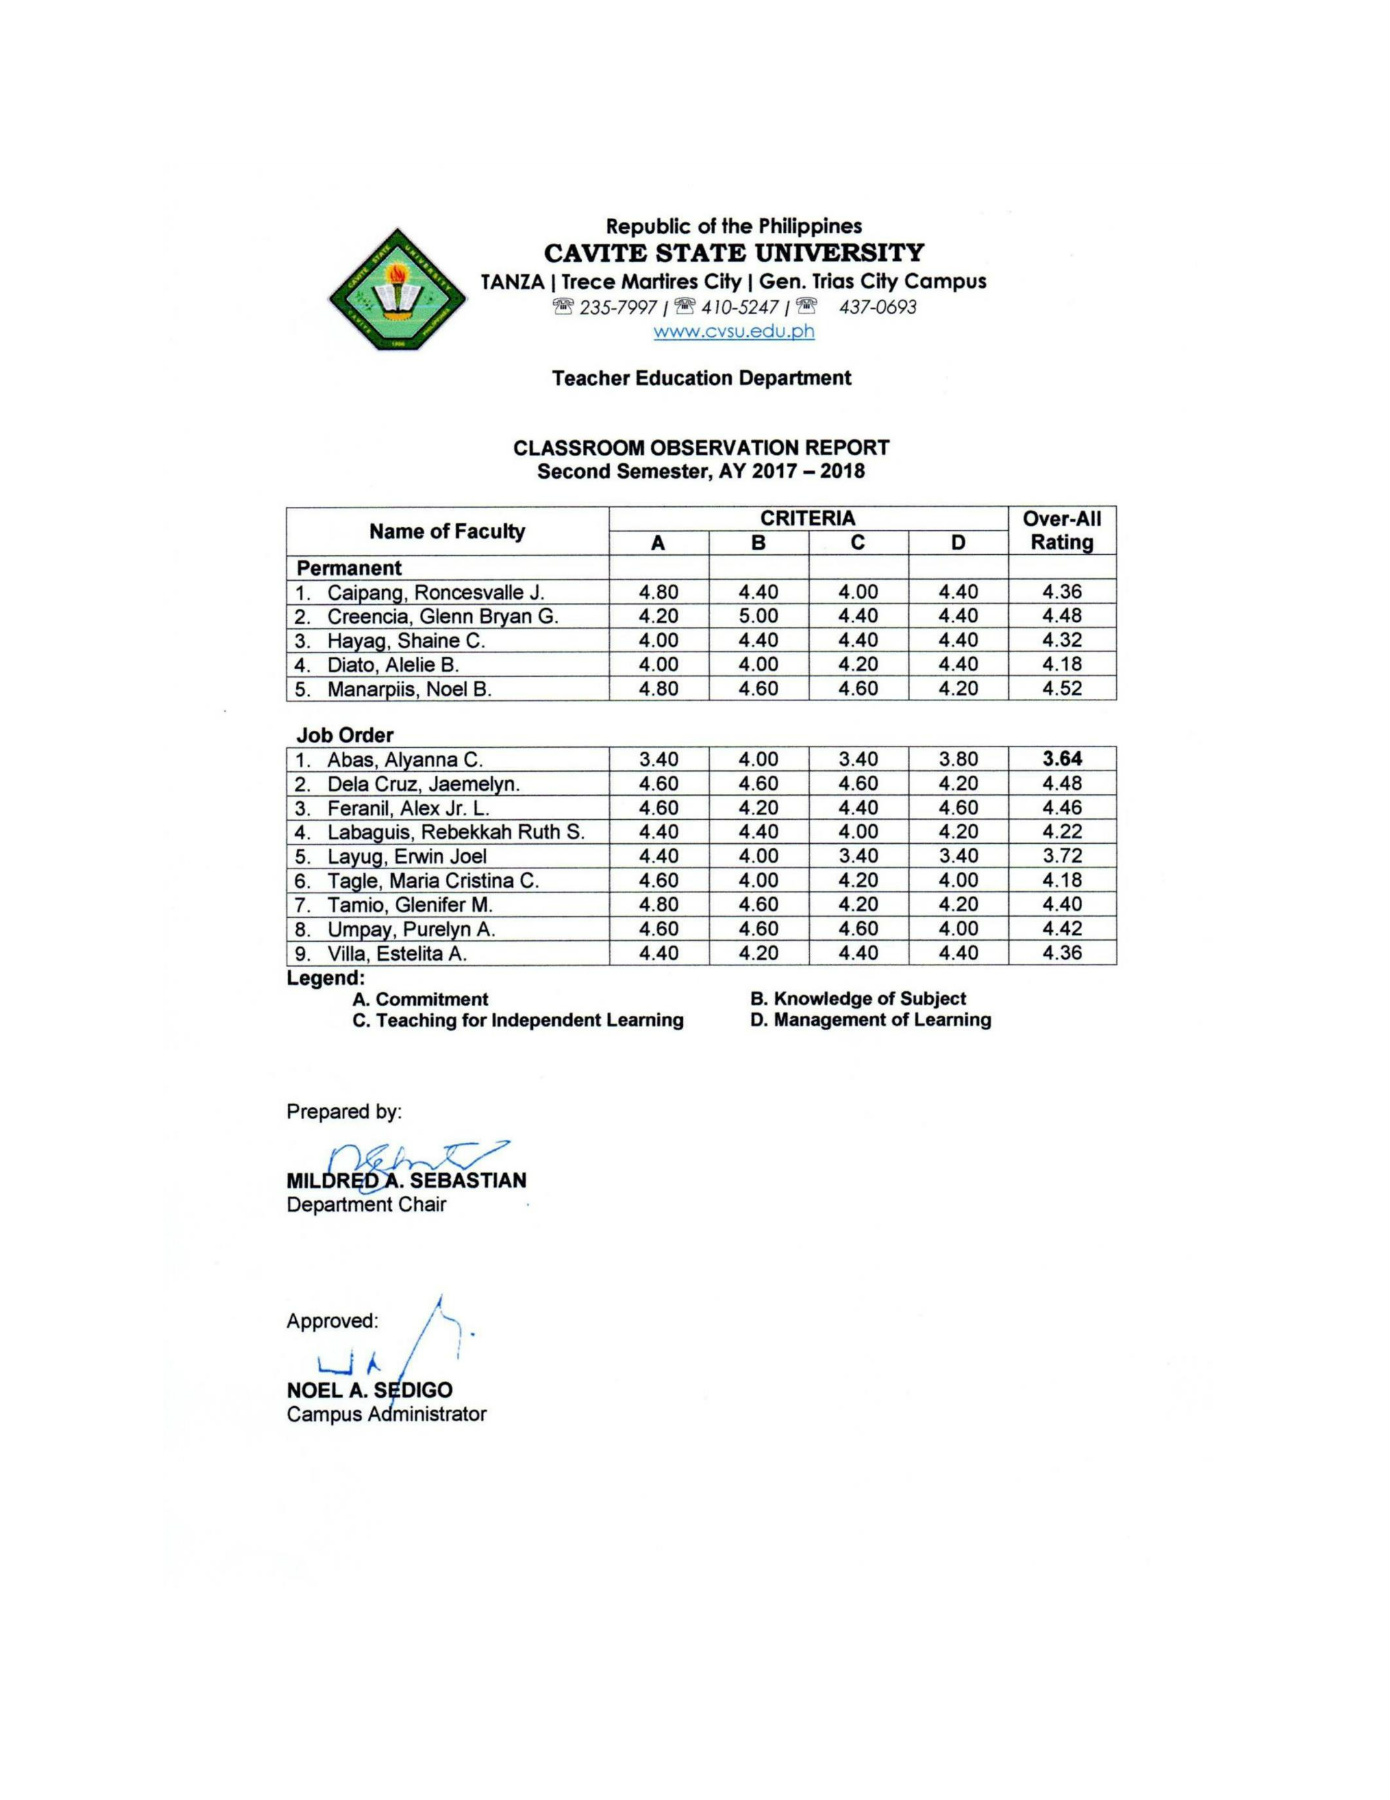 Republic of the Philippines
CAVITE STATE UNIVERSITY
TANZA | Trece Martires City | Gen. Trias City Campus
☏ 235-7997 | ☏ 410-5247 | ☏ 437-0693
www.cvsu.edu.ph
CAVITE STATE UNIVERSITY
CAVITE PHILIPPINES
1906
Teacher Education Department
CLASSROOM OBSERVATION REPORT
Second Semester, AY 2017 – 2018
Name of Faculty CRITERIA Over-All Rating
A B C D
Permanent
1. Caipang, Roncesvalle J. 4.80 4.40 4.00 4.40 4.36
2. Creencia, Glenn Bryan G. 4.20 5.00 4.40 4.40 4.48
3. Hayag, Shaine C. 4.00 4.40 4.40 4.40 4.32
4. Diato, Alelie B. 4.00 4.00 4.20 4.40 4.18
5. Manarpiis, Noel B. 4.80 4.60 4.60 4.20 4.52
Job Order
1. Abas, Alyanna C. 3.40 4.00 3.40 3.80 3.64
2. Dela Cruz, Jaemelyn. 4.60 4.60 4.60 4.20 4.48
3. Feranil, Alex Jr. L. 4.60 4.20 4.40 4.60 4.46
4. Labaguis, Rebekkah Ruth S. 4.40 4.40 4.00 4.20 4.22
5. Layug, Erwin Joel 4.40 4.00 3.40 3.40 3.72
6. Tagle, Maria Cristina C. 4.60 4.00 4.20 4.00 4.18
7. Tamio, Glenifer M. 4.80 4.60 4.20 4.20 4.40
8. Umpay, Purelyn A. 4.60 4.60 4.60 4.00 4.42
9. Villa, Estelita A. 4.40 4.20 4.40 4.40 4.36
Legend:
A. Commitment B. Knowledge of Subject
C. Teaching for Independent Learning D. Management of Learning
Prepared by:
MILDRED A. SEBASTIAN
Department Chair
Approved:
NOEL A. SEDIGO
Campus Administrator